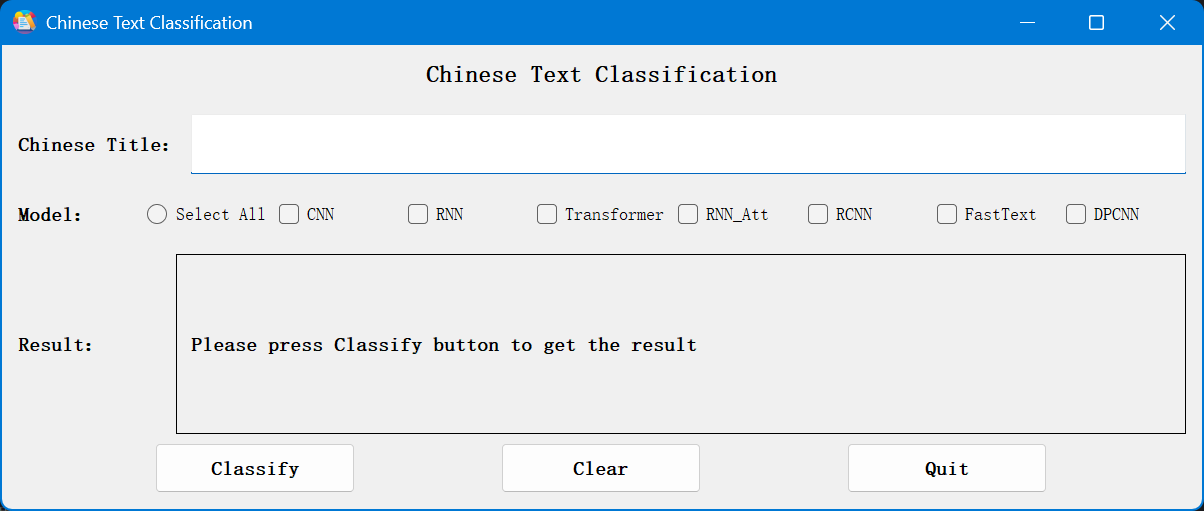 Chinese Text Classification
Chinese Text Classification
Chinese Title:
Model: Select All CNN RNN Transformer RNN_Att RCNN FastText DPCNN
Result: Please press Classify button to get the result
Classify Clear Quit